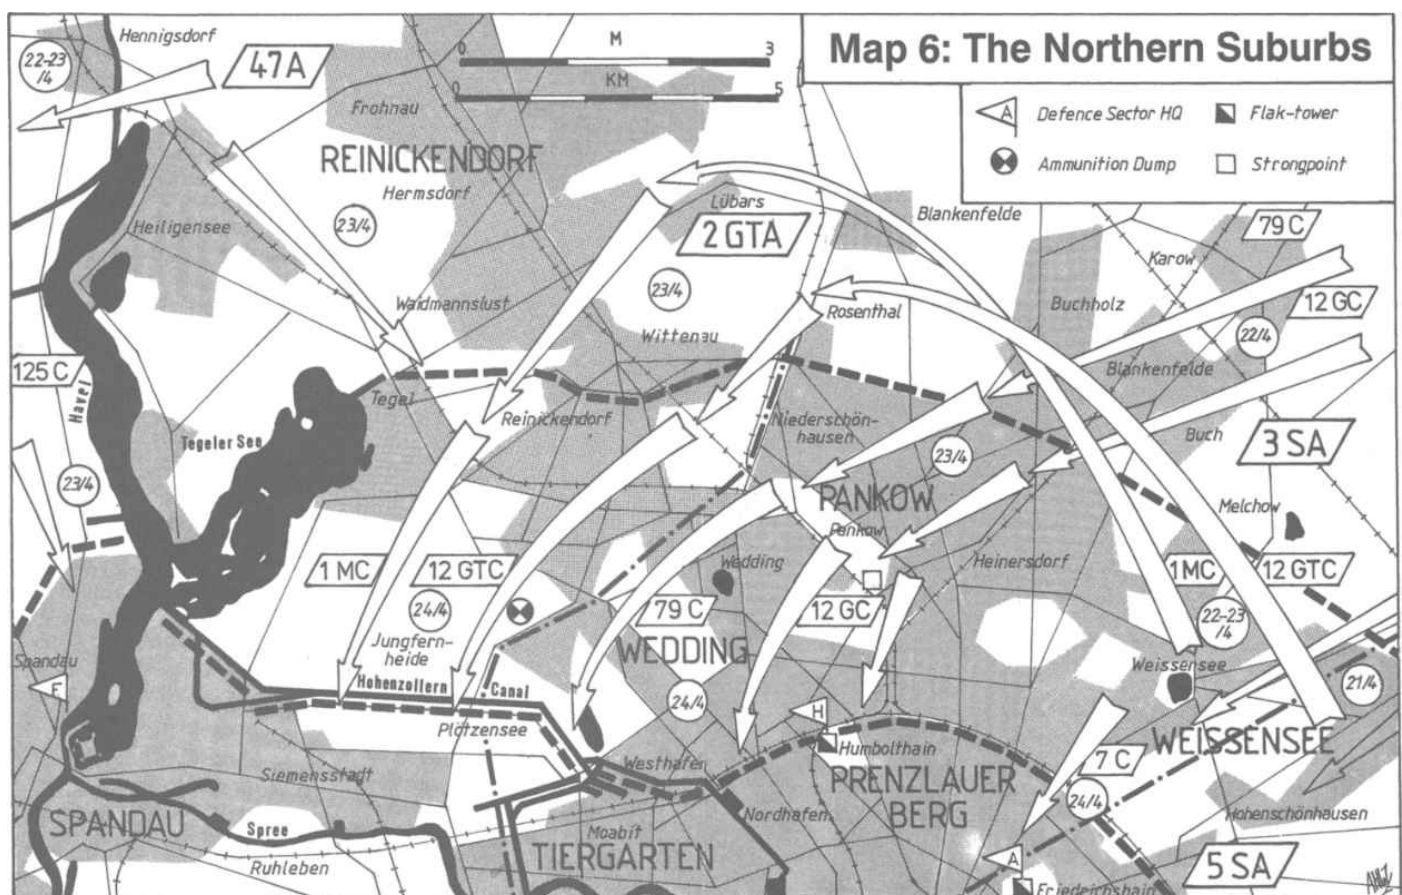 Map 6: The Northern Suburbs
A Defence Sector HQ
Flak-tower
Ammunition Dump
Strongpoint
M
0 3
KM
0 5
Hennigsdorf
22-23
/4
47A
Frohnau
REINICKENDORF
Hermsdorf
23/4
Heiligensee
Lübars
2 GTA
23/4
Blankenfelde
Karow
79 C
12 GC
Buchholz
22/4
Blankenfelde
Waidmannslust
Wittenau
Rosenthal
125 C
Havel
Tegel
Tegeler See
Reinickendorf
Niederschön-
hausen
Buch
3 SA
23/4
23/4
PANKOW
Pankow
Melchow
Heinersdorf
Wedding
1 MC
12 GTC
24/4
79 C
12 GC
1MC
12 GTC
22-23
/4
Jungfern-
heide
WEDDING
Weissensee
21/4
Spandau
F
Hohenzollern
Canal
24/4
H
Plötzensee
Humbolthain
WEISSENSEE
7 C
24/4
Siemensstadt
Westhafen
PRENZLAUER
BERG
Nordhafen
Hohenschönhausen
SPANDAU
Spree
Moabit
TIERGARTEN
Ruhleben
A
5 SA
Friedrichshain